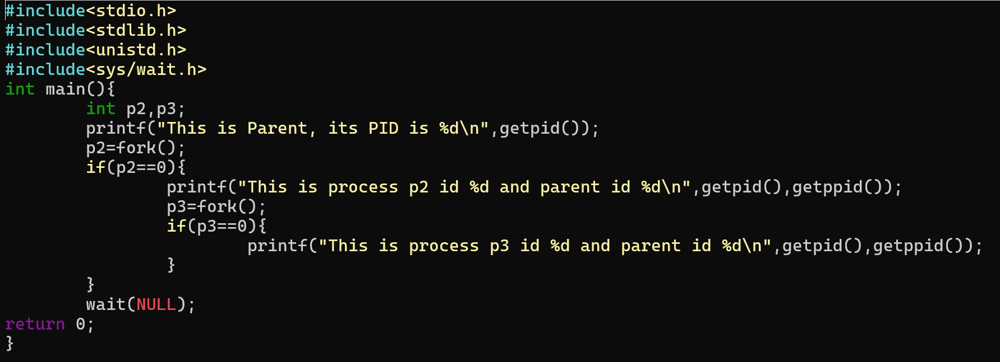 #include<stdio.h>
#include<stdlib.h>
#include<unistd.h>
#include<sys/wait.h>
int main(){
        int p2,p3;
        printf("This is Parent, its PID is %d\n",getpid());
        p2=fork();
        if(p2==0){
                printf("This is process p2 id %d and parent id %d\n",getpid(),getppid());
                p3=fork();
                if(p3==0){
                        printf("This is process p3 id %d and parent id %d\n",getpid(),getppid());
                }
        }
        wait(NULL);
return 0;
}